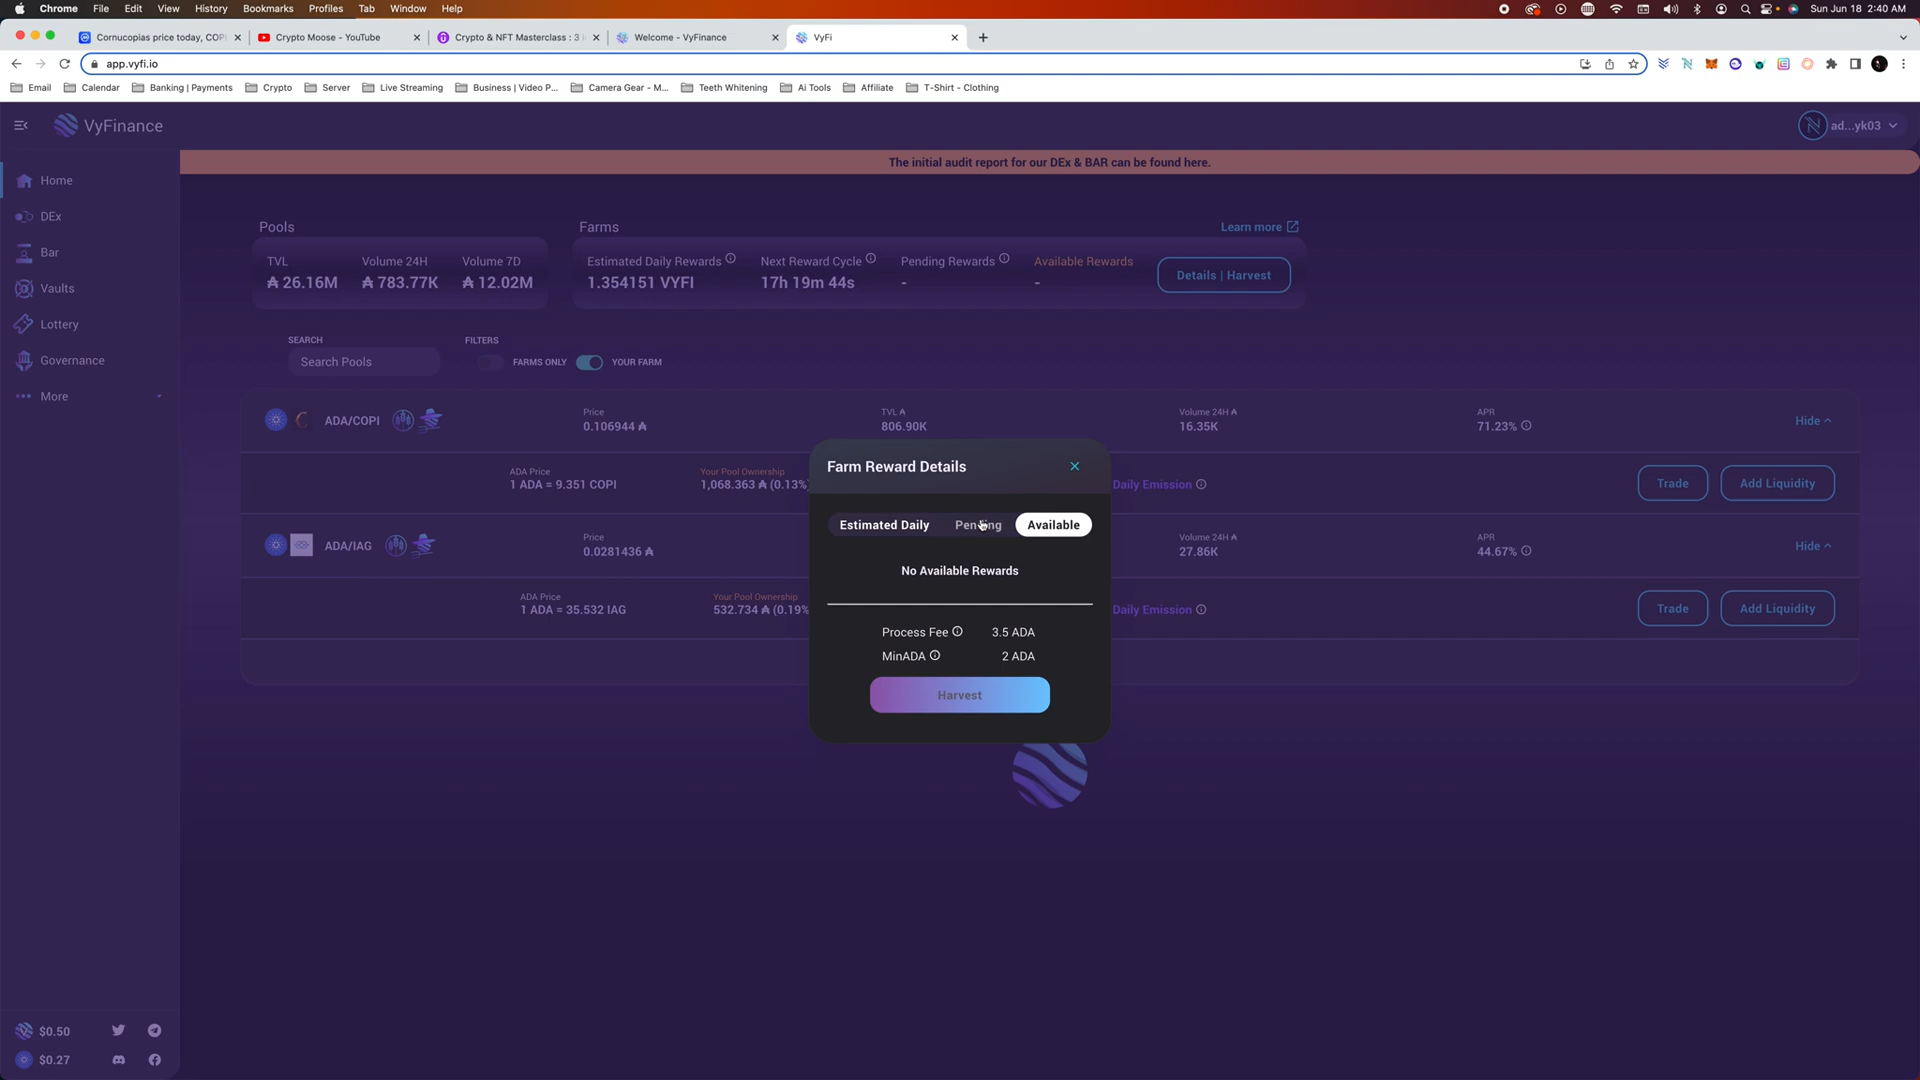 Chrome File Edit View History Bookmarks Profiles Tab Window Help Sun Jun 18 2:40 AM
Cornucopias price today, COPI Crypto Moose - YouTube Crypto & NFT Masterclass : 3 i Welcome - VyFinance VyFi
app.vyfi.io
Email Calendar Banking | Payments Crypto Server Live Streaming Business | Video P... Camera Gear - M... Teeth Whitening Ai Tools Affiliate T-Shirt - Clothing
VyFinance ad...yk03
The initial audit report for our DEx & BAR can be found here.
Home
DEx
Bar
Vaults
Lottery
Governance
More
Pools Farms Learn more
TVL Volume 24H Volume 7D Estimated Daily Rewards Next Reward Cycle Pending Rewards Available Rewards
₳ 26.16M ₳ 783.77K ₳ 12.02M 1.354151 VYFI 17h 19m 44s - - Details | Harvest
SEARCH FILTERS
Search Pools FARMS ONLY YOUR FARM
Price TVL ₳ Volume 24H ₳ APR
ADA/COPI 0.106944 ₳ 806.90K 16.35K 71.23% Hide
ADA Price Your Pool Ownership
1 ADA = 9.351 COPI 1,068.363 ₳ (0.13% Daily Emission Trade Add Liquidity
Price Volume 24H ₳ APR
ADA/IAG 0.0281436 ₳ 27.86K 44.67% Hide
ADA Price Your Pool Ownership
1 ADA = 35.532 IAG 532.734 ₳ (0.19% Daily Emission Trade Add Liquidity
Farm Reward Details
Estimated Daily Pending Available
No Available Rewards
Process Fee 3.5 ADA
MinADA 2 ADA
Harvest
$0.50
$0.27